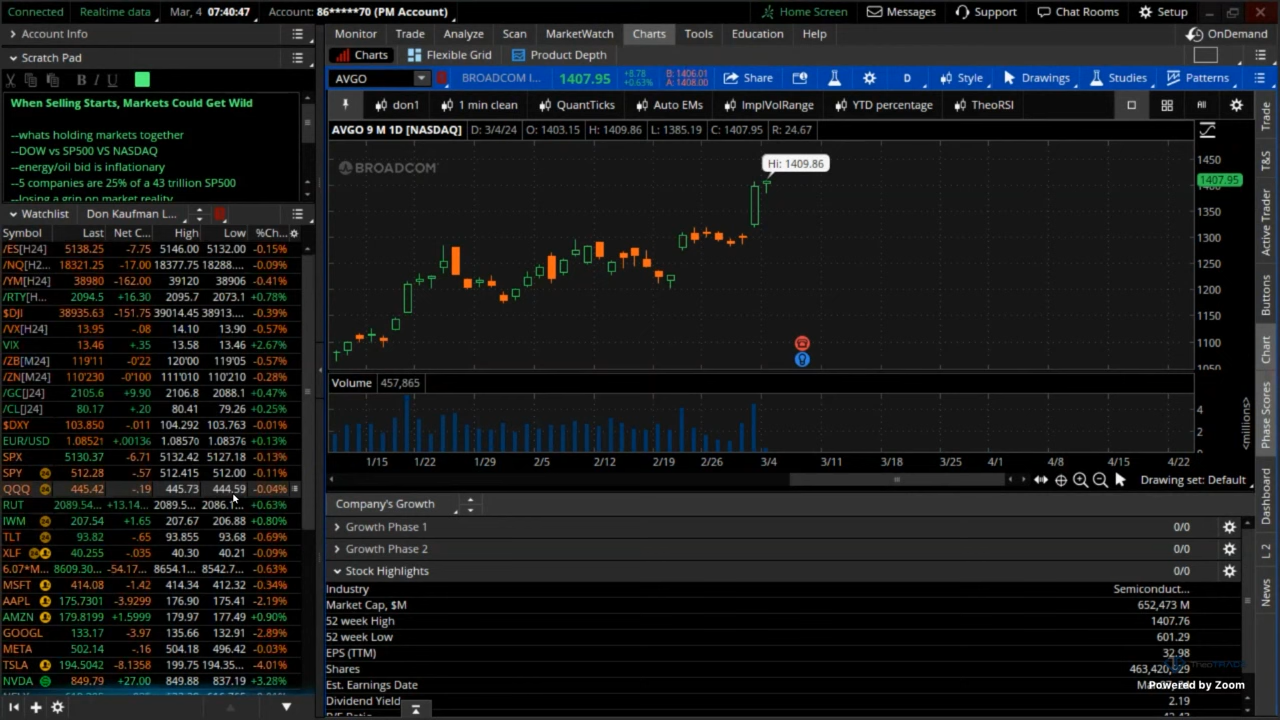 Connected Realtime data Mar, 4 07:40:47 Account: 86*****70 (PM Account) Home Screen Messages Support Chat Rooms Setup
Account Info Monitor Trade Analyze Scan MarketWatch Charts Tools Education Help OnDemand
Scratch Pad Charts Flexible Grid Product Depth
B I U AVGO BROADCOM I... 1407.95 +8.78 +0.63% B: 1406.01 A: 1408.00 Share D Style Drawings Studies Patterns
When Selling Starts, Markets Could Get Wild
don1 1 min clean QuantTicks Auto EMs ImplVolRange YTD percentage TheoRSI All
--whats holding markets together
--DOW vs SP500 VS NASDAQ
--energy/oil bid is inflationary
--5 companies are 25% of a 43 trillion SP500
--losing a grip on market reality
AVGO 9 M 1D [NASDAQ] D: 3/4/24 O: 1403.15 H: 1409.86 L: 1385.19 C: 1407.95 R: 24.67
BROADCOM
Hi: 1409.86
1450
1407.95
1350
1300
1250
1200
1150
1100
1050
Watchlist Don Kaufman L...
Symbol Last Net C... High Low %Ch...
/ES[H24] 5138.25 -7.75 5146.00 5132.00 -0.15%
/NQ[H2... 18321.25 -17.00 18377.75 18288.... -0.09%
/YM[H24] 38980 -162.00 39120 38906 -0.41%
/RTY[H... 2094.5 +16.30 2095.7 2073.1 +0.78%
$DJI 38935.63 -151.75 39014.45 38913.... -0.39%
/VX[H24] 13.95 -.08 14.10 13.90 -0.57%
VIX 13.46 +.35 13.58 13.46 +2.67%
/ZB[M24] 119'11 -0'22 120'00 119'05 -0.57%
/ZN[M24] 110'230 -0'100 111'010 110'210 -0.28%
/GC[J24] 2105.6 +9.90 2106.8 2088.1 +0.47%
/CL[J24] 80.17 +.20 80.41 79.26 +0.25%
$DXY 103.850 -.011 104.292 103.763 -0.01%
EUR/USD 1.08521 +.00136 1.08570 1.08376 +0.13%
SPX 5130.37 -6.71 5132.42 5127.18 -0.13%
SPY 512.28 -.57 512.415 512.00 -0.11%
QQQ 445.42 -.19 445.73 444.59 -0.04%
RUT 2089.54... +13.14... 2089.5... 2086.1... +0.63%
IWM 207.54 +1.65 207.67 206.88 +0.80%
TLT 93.82 -.65 93.855 93.68 -0.69%
XLF 40.255 -.035 40.30 40.21 -0.09%
6.07*M... 8609.30... -54.17... 8654.1... 8542.7... -0.63%
MSFT 414.08 -1.42 414.34 412.32 -0.34%
AAPL 175.7301 -3.9299 176.90 175.41 -2.19%
AMZN 179.8199 +1.5999 179.97 177.49 +0.90%
GOOGL 133.17 -3.97 135.66 132.91 -2.89%
META 502.14 -.16 504.18 496.42 -0.03%
TSLA 194.5042 -8.1358 199.75 194.35... -4.01%
NVDA 849.79 +27.00 849.88 837.19 +3.28%
Volume 457,865
4
2
<millions>
1/15 1/22 1/29 2/5 2/12 2/20 2/26 3/4 3/11 3/18 3/25 4/1 4/8 4/15 4/22
Drawing set: Default
Company's Growth
Growth Phase 1 0/0
Growth Phase 2 0/0
Stock Highlights 0/0
Industry Semiconduct...
Market Cap, $M 652,473 M
52 week High 1407.76
52 week Low 601.29
EPS (TTM) 32.98
Shares
Est. Earnings Date
Dividend Yield 2.19
Powered by Zoom
Trade
T&S
Active Trader
Buttons
Chart
Phase Scores
Dashboard
L 2
News